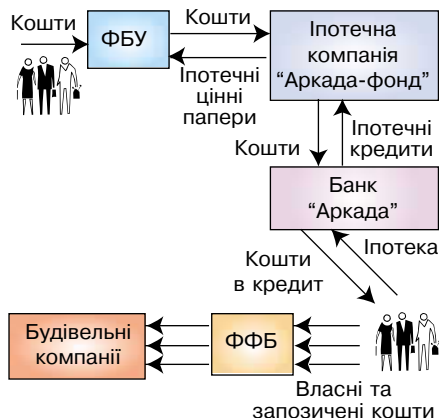 Кошти
ФБУ
Кошти
Іпотечні
цінні
папери
Іпотечна
компанія
“Аркада-фонд”
Кошти
Іпотечні
кредити
Банк
“Аркада”
Кошти
в кредит
Іпотека
Будівельні
компанії
ФФБ
Власні та
запозичені кошти